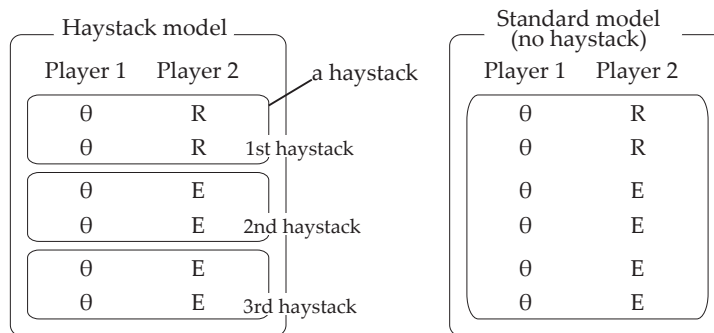 Haystack model
Player 1 Player 2
a haystack
θ R
θ R 1st haystack
θ E
θ E 2nd haystack
θ E
θ E 3rd haystack
Standard model
(no haystack)
Player 1 Player 2
θ R
θ R
θ E
θ E
θ E
θ E